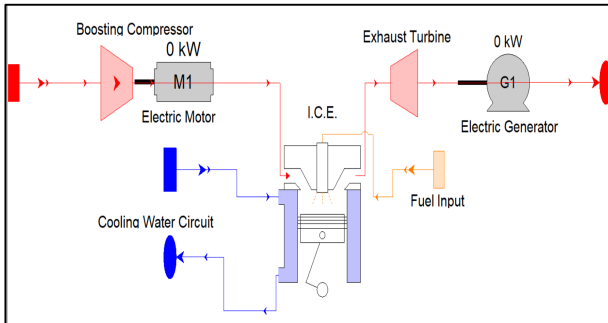 Boosting Compressor
0 kW
M1
Electric Motor
Exhaust Turbine
0 kW
G1
Electric Generator
I.C.E.
Fuel Input
Cooling Water Circuit